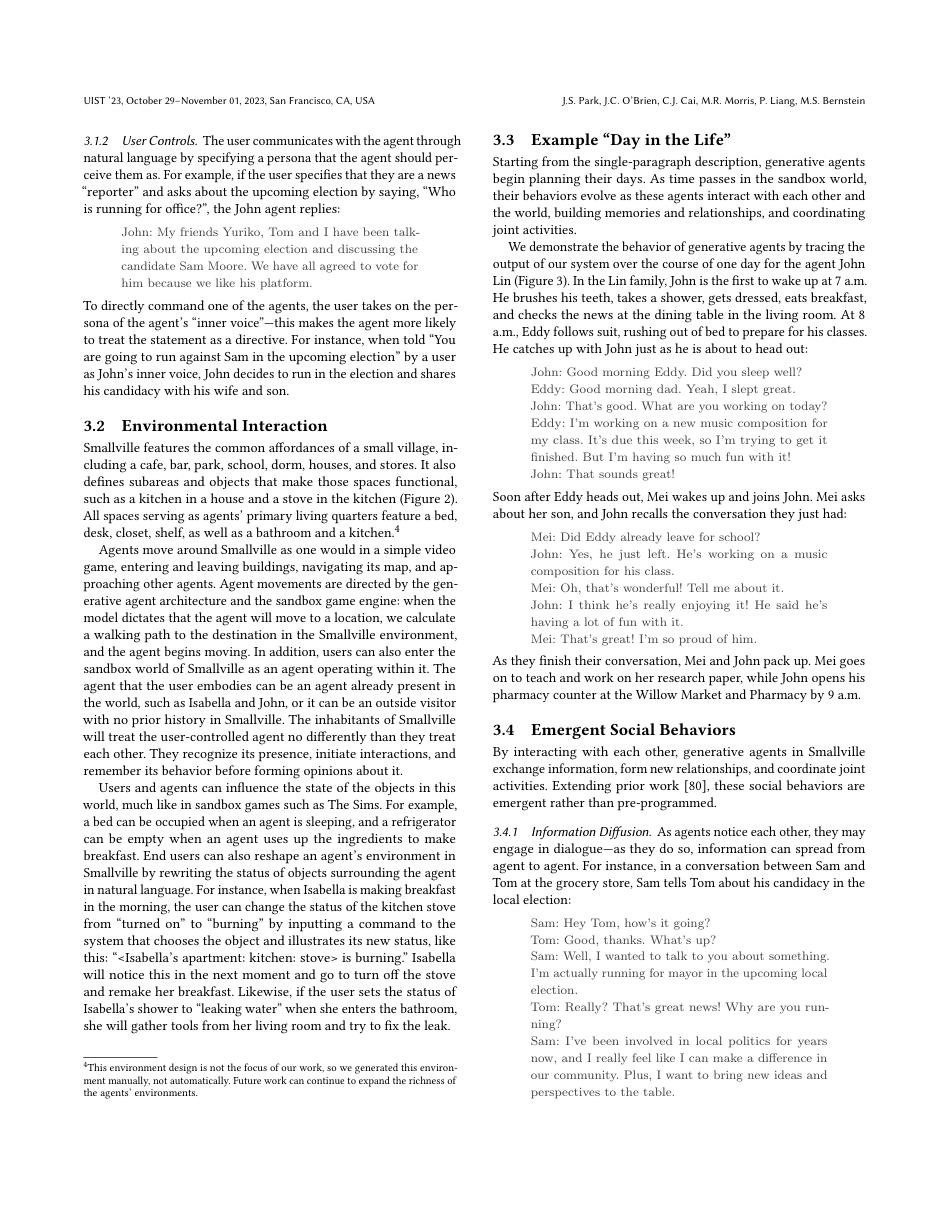 UIST ’23, October 29–November 01, 2023, San Francisco, CA, USA
J.S. Park, J.C. O’Brien, C.J. Cai, M.R. Morris, P. Liang, M.S. Bernstein
3.1.2 User Controls. The user communicates with the agent through
natural language by specifying a persona that the agent should per-
ceive them as. For example, if the user specifies that they are a news
“reporter” and asks about the upcoming election by saying, “Who
is running for office?”, the John agent replies:
John: My friends Yuriko, Tom and I have been talk-
ing about the upcoming election and discussing the
candidate Sam Moore. We have all agreed to vote for
him because we like his platform.
To directly command one of the agents, the user takes on the per-
sona of the agent’s “inner voice”—this makes the agent more likely
to treat the statement as a directive. For instance, when told “You
are going to run against Sam in the upcoming election” by a user
as John’s inner voice, John decides to run in the election and shares
his candidacy with his wife and son.
3.2 Environmental Interaction
Smallville features the common affordances of a small village, in-
cluding a cafe, bar, park, school, dorm, houses, and stores. It also
defines subareas and objects that make those spaces functional,
such as a kitchen in a house and a stove in the kitchen (Figure 2).
All spaces serving as agents’ primary living quarters feature a bed,
desk, closet, shelf, as well as a bathroom and a kitchen.4
Agents move around Smallville as one would in a simple video
game, entering and leaving buildings, navigating its map, and ap-
proaching other agents. Agent movements are directed by the gen-
erative agent architecture and the sandbox game engine: when the
model dictates that the agent will move to a location, we calculate
a walking path to the destination in the Smallville environment,
and the agent begins moving. In addition, users can also enter the
sandbox world of Smallville as an agent operating within it. The
agent that the user embodies can be an agent already present in
the world, such as Isabella and John, or it can be an outside visitor
with no prior history in Smallville. The inhabitants of Smallville
will treat the user-controlled agent no differently than they treat
each other. They recognize its presence, initiate interactions, and
remember its behavior before forming opinions about it.
Users and agents can influence the state of the objects in this
world, much like in sandbox games such as The Sims. For example,
a bed can be occupied when an agent is sleeping, and a refrigerator
can be empty when an agent uses up the ingredients to make
breakfast. End users can also reshape an agent’s environment in
Smallville by rewriting the status of objects surrounding the agent
in natural language. For instance, when Isabella is making breakfast
in the morning, the user can change the status of the kitchen stove
from “turned on” to “burning” by inputting a command to the
system that chooses the object and illustrates its new status, like
this: “<Isabella’s apartment: kitchen: stove> is burning.” Isabella
will notice this in the next moment and go to turn off the stove
and remake her breakfast. Likewise, if the user sets the status of
Isabella’s shower to “leaking water” when she enters the bathroom,
she will gather tools from her living room and try to fix the leak.
4This environment design is not the focus of our work, so we generated this environ-
ment manually, not automatically. Future work can continue to expand the richness of
the agents’ environments.
3.3 Example “Day in the Life”
Starting from the single-paragraph description, generative agents
begin planning their days. As time passes in the sandbox world,
their behaviors evolve as these agents interact with each other and
the world, building memories and relationships, and coordinating
joint activities.
We demonstrate the behavior of generative agents by tracing the
output of our system over the course of one day for the agent John
Lin (Figure 3). In the Lin family, John is the first to wake up at 7 a.m.
He brushes his teeth, takes a shower, gets dressed, eats breakfast,
and checks the news at the dining table in the living room. At 8
a.m., Eddy follows suit, rushing out of bed to prepare for his classes.
He catches up with John just as he is about to head out:
John: Good morning Eddy. Did you sleep well?
Eddy: Good morning dad. Yeah, I slept great.
John: That’s good. What are you working on today?
Eddy: I’m working on a new music composition for
my class. It’s due this week, so I’m trying to get it
finished. But I’m having so much fun with it!
John: That sounds great!
Soon after Eddy heads out, Mei wakes up and joins John. Mei asks
about her son, and John recalls the conversation they just had:
Mei: Did Eddy already leave for school?
John: Yes, he just left. He’s working on a music
composition for his class.
Mei: Oh, that’s wonderful! Tell me about it.
John: I think he’s really enjoying it! He said he’s
having a lot of fun with it.
Mei: That’s great! I’m so proud of him.
As they finish their conversation, Mei and John pack up. Mei goes
on to teach and work on her research paper, while John opens his
pharmacy counter at the Willow Market and Pharmacy by 9 a.m.
3.4 Emergent Social Behaviors
By interacting with each other, generative agents in Smallville
exchange information, form new relationships, and coordinate joint
activities. Extending prior work [80], these social behaviors are
emergent rather than pre-programmed.
3.4.1 Information Diffusion. As agents notice each other, they may
engage in dialogue—as they do so, information can spread from
agent to agent. For instance, in a conversation between Sam and
Tom at the grocery store, Sam tells Tom about his candidacy in the
local election:
Sam: Hey Tom, how’s it going?
Tom: Good, thanks. What’s up?
Sam: Well, I wanted to talk to you about something.
I’m actually running for mayor in the upcoming local
election.
Tom: Really? That’s great news! Why are you run-
ning?
Sam: I’ve been involved in local politics for years
now, and I really feel like I can make a difference in
our community. Plus, I want to bring new ideas and
perspectives to the table.